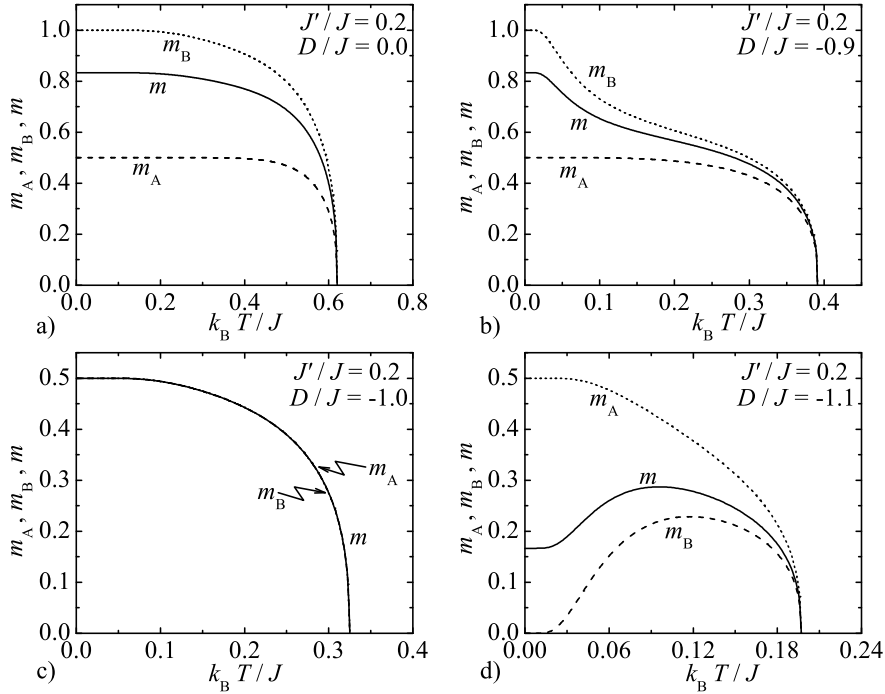 J' / J = 0.2
D / J = 0.0
1.0
0.8
0.6
0.4
0.2
0.0
m_A , m_B , m
m_B
m
m_A
0.0 0.2 0.4 0.6 0.8
k_B T / J
a)
J' / J = 0.2
D / J = -0.9
1.0
0.8
0.6
0.4
0.2
0.0
m_A , m_B , m
m_B
m
m_A
0.0 0.1 0.2 0.3 0.4
k_B T / J
b)
J' / J = 0.2
D / J = -1.0
0.5
0.4
0.3
0.2
0.1
0.0
m_A , m_B , m
m_A
m_B
m
0.0 0.1 0.2 0.3 0.4
k_B T / J
c)
J' / J = 0.2
D / J = -1.1
0.5
0.4
0.3
0.2
0.1
0.0
m_A , m_B , m
m_A
m
m_B
0.00 0.06 0.12 0.18 0.24
k_B T / J
d)